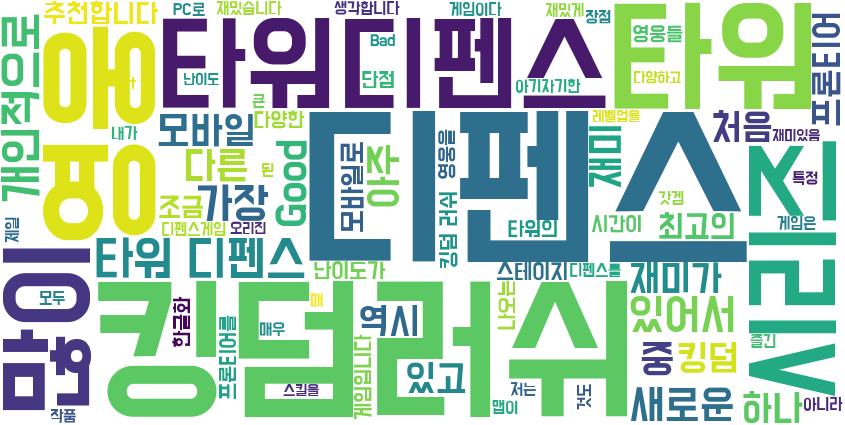 추천합니다
PC로
재밌습니다
생각합니다
게임이다
재밌게
장점
영웅들
타워
개인적으로
영웅
타워디펜스
난이도
단점
Bad
아기자기한
다양하고
프론티어
내가
모바일
큰
다양한
레벨업을
처음
재미있음
다른
된
Good
모바일로
아주
영웅을
디펜스
재미
시리즈
특정
제일
조금
가장
갓겜
디펜스게임
오리진
킹덤 러쉬
타워의
시간이
최고의
게임은
많이
모두
타워 디펜스
난이도가
스테이지
디펜스를
재미가
킹덤러쉬
한글화
매
매우
역시
나오는
있어서
즐긴
프론티어를
게임입니다
있고
중
킹덤
작품
스킬을
저는
맵이
것도
새로운
하나
아니라